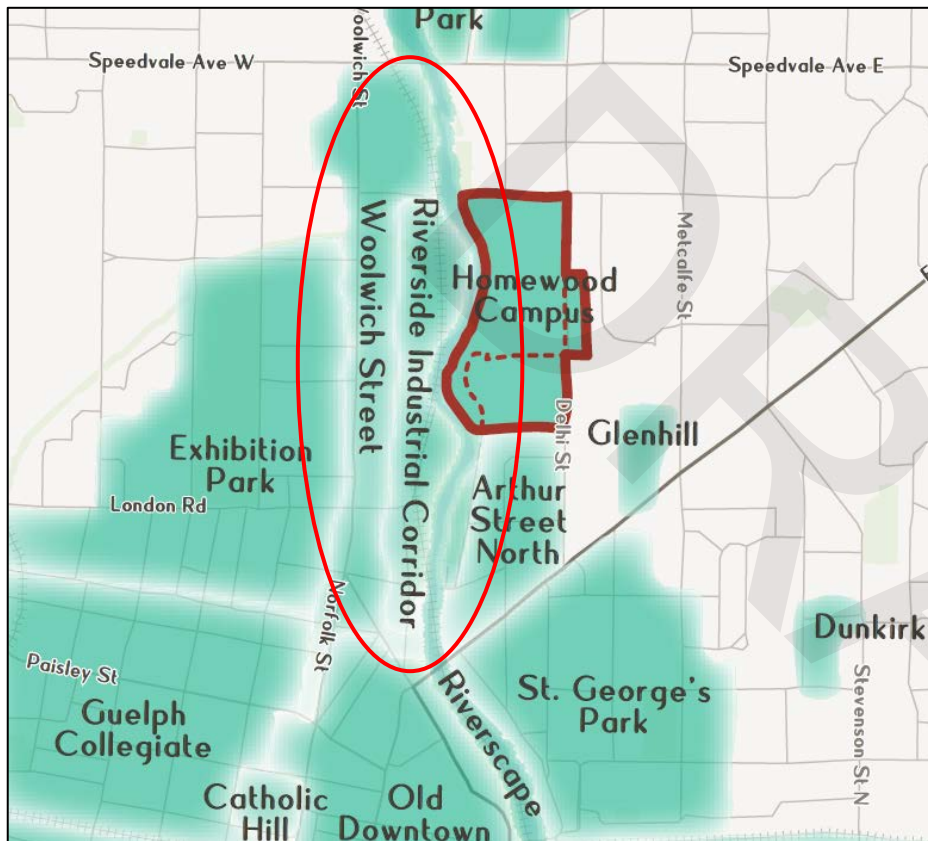 Park
Woolwich St
Speedvale Ave W
Speedvale Ave E
Woolwich Street
Riverside Industrial Corridor
Homewood
Campus
Metcalfe St
Delhi St
Glenhill
Exhibition
Park
London Rd
Arthur
Street
North
Norfolk St
Dunkirk
Paisley St
St. George's
Park
Riverscape
Stevenson St N
Guelph
Collegiate
Catholic
Hill
Old
Downtown